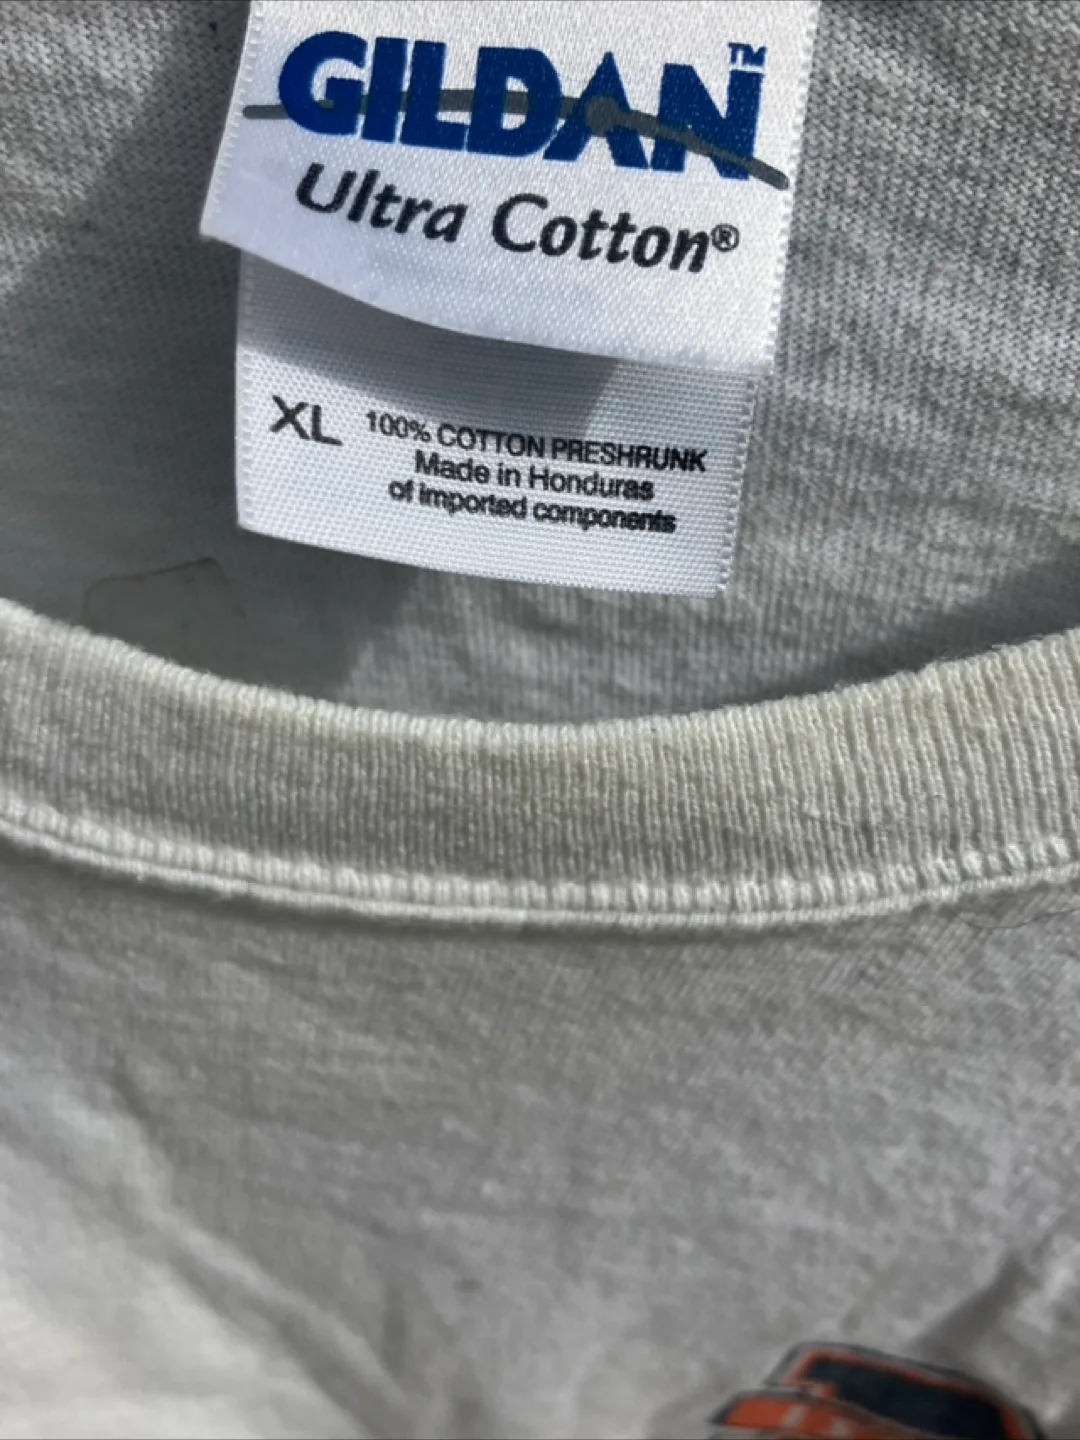 GILDAN™
Ultra Cotton®
XL
100% COTTON PRESHRUNK
Made in Honduras
of imported components